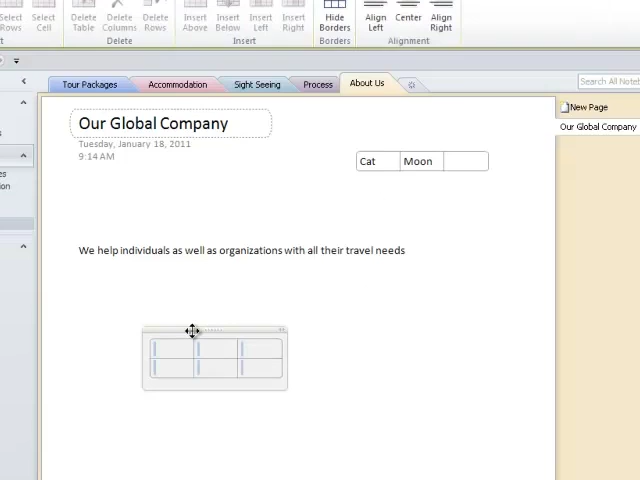 Select Rows Select Cell Delete Table Delete Columns Delete Rows Insert Above Insert Below Insert Left Insert Right Hide Borders Align Left Center Align Right
Delete Insert Borders Alignment
Tour Packages Accommodation Sight Seeing Process About Us Search All Note
New Page
Our Global Company
Our Global Company
Tuesday, January 18, 2011
9:14 AM
Cat Moon
We help individuals as well as organizations with all their travel needs